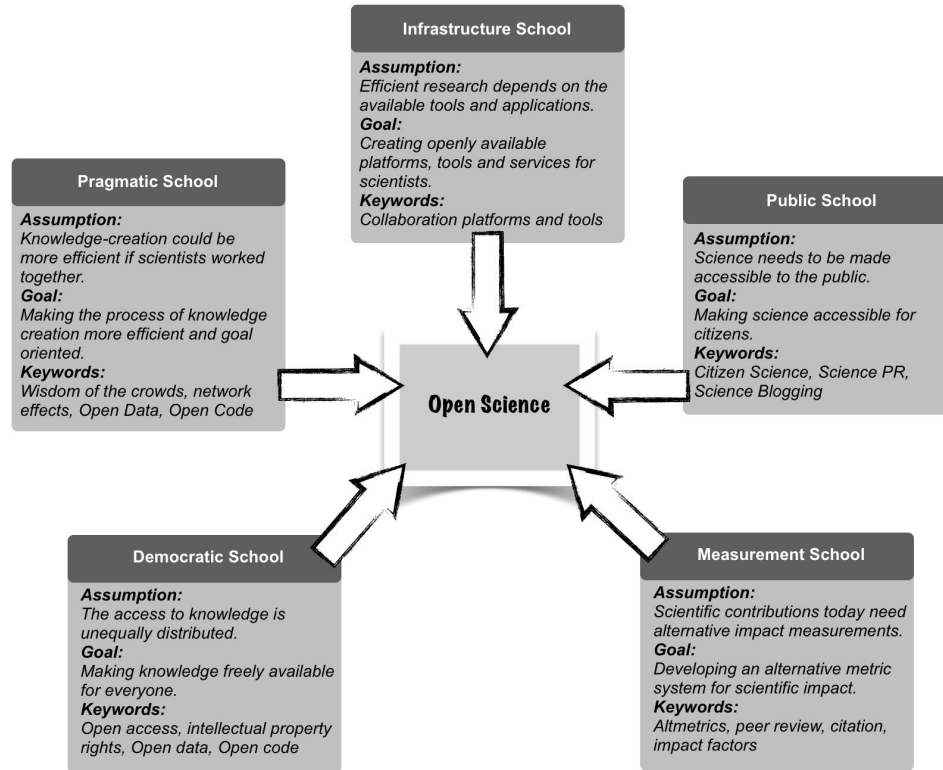 Infrastructure School
Assumption:
Efficient research depends on the
available tools and applications.
Goal:
Creating openly available
platforms, tools and services for
scientists.
Keywords:
Collaboration platforms and tools
Pragmatic School
Assumption:
Knowledge-creation could be
more efficient if scientists worked
together.
Goal:
Making the process of knowledge
creation more efficient and goal
oriented.
Keywords:
Wisdom of the crowds, network
effects, Open Data, Open Code
Public School
Assumption:
Science needs to be made
accessible to the public.
Goal:
Making science accessible for
citizens.
Keywords:
Citizen Science, Science PR,
Science Blogging
Open Science
Democratic School
Assumption:
The access to knowledge is
unequally distributed.
Goal:
Making knowledge freely available
for everyone.
Keywords:
Open access, intellectual property
rights, Open data, Open code
Measurement School
Assumption:
Scientific contributions today need
alternative impact measurements.
Goal:
Developing an alternative metric
system for scientific impact.
Keywords:
Altmetrics, peer review, citation,
impact factors